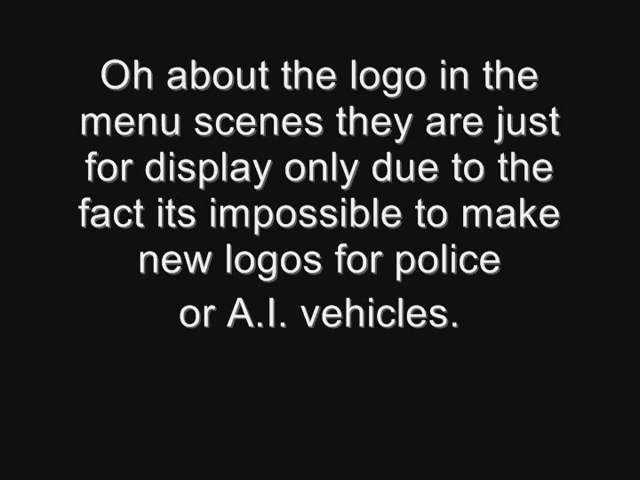 Oh about the logo in the
menu scenes they are just
for display only due to the
fact its impossible to make
new logos for police
or A.I. vehicles.